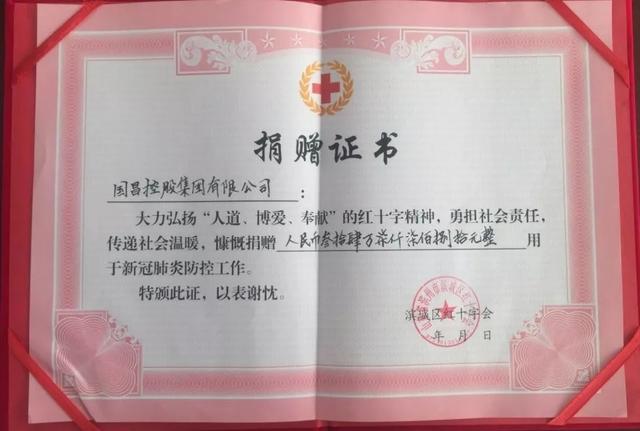 捐赠证书
国昌控股集团有限公司：
大力弘扬“人道、博爱、奉献”的红十字精神，勇担社会责任，
传递社会温暖，慷慨捐赠 人民币叁拾肆万柒仟柒佰捌拾元整 用
于新冠肺炎防控工作。
特颁此证，以表谢忱。
滨城区红十字会
年 月 日